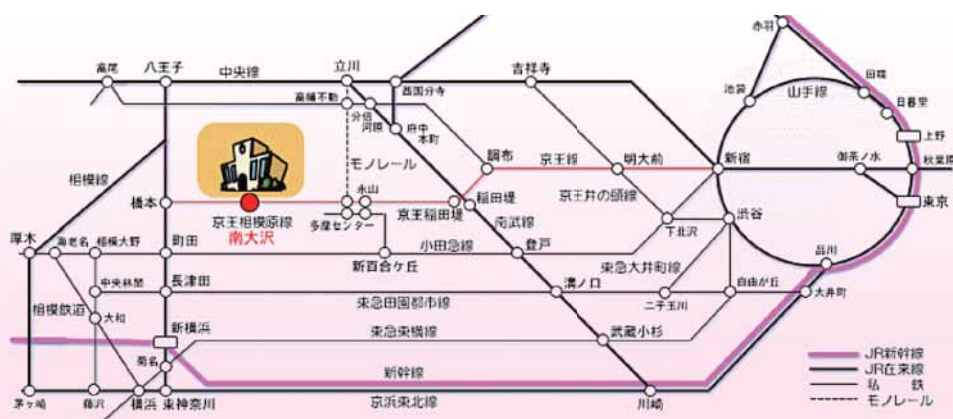 赤羽
高尾
八王子
中央線
立川
西国分寺
吉祥寺
池袋
山手線
田端
日暮里
高幡不動
分倍
河原
府中
本町
上野
相模線
モノレール
調布
京王線
明大前
新宿
御茶ノ水
秋葉原
橋本
京王相模原線
南大沢
永山
多摩センター
京王稲田堤
稲田堤
南武線
京王井の頭線
下北沢
渋谷
東京
厚木
海老名
相模大野
町田
小田急線
新百合ケ丘
登戸
東急大井町線
品川
中央林間
長津田
東急田園都市線
溝ノ口
二子玉川
自由が丘
大井町
相模鉄道
大和
新横浜
東急東横線
武蔵小杉
菊名
新幹線
茅ヶ崎
藤沢
横浜
東神奈川
京浜東北線
川崎
JR新幹線
JR在来線
私 鉄
モノレール